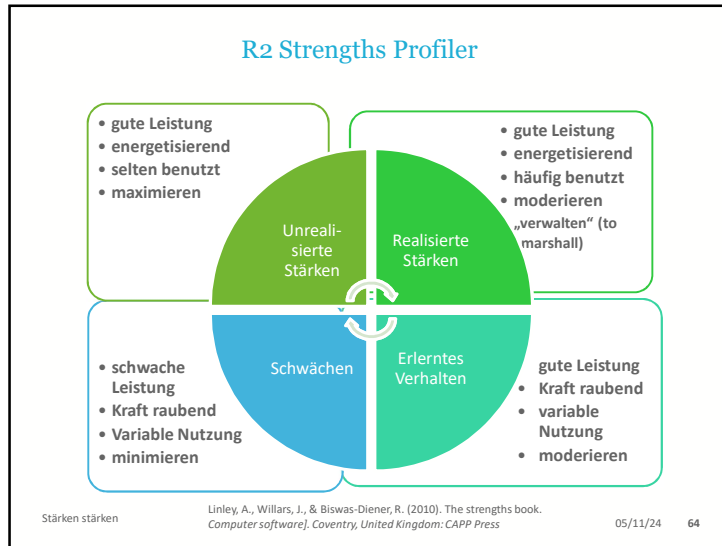 R2 Strengths Profiler
• gute Leistung
• energetisierend
• selten benutzt
• maximieren
• gute Leistung
• energetisierend
• häufig benutzt
• moderieren
„verwalten“ (to
marshall)
Unreali-
sierte
Stärken
Realisierte
Stärken
Schwächen
Erlerntes
Verhalten
• schwache
Leistung
• Kraft raubend
• Variable Nutzung
• minimieren
gute Leistung
• Kraft raubend
• variable
Nutzung
• moderieren
Stärken stärken
Linley, A., Willars, J., & Biswas-Diener, R. (2010). The strengths book.
Computer software]. Coventry, United Kingdom: CAPP Press
05/11/24
64